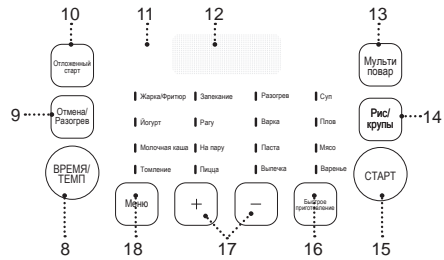 10
11
12
13
Отложенный
старт
Мульти
повар
9
Отмена/
Разогрев
Жарка/Фритюр
Запекание
Разогрев
Суп
Рис/
крупы
14
Йогурт
Рагу
Варка
Плов
Молочная каша
На пару
Паста
Мясо
ВРЕМЯ/
ТЕМП
Томление
Пицца
Выпечка
Варенье
СТАРТ
Меню
+
−
Быстрое
приготовление
8
18
17
16
15